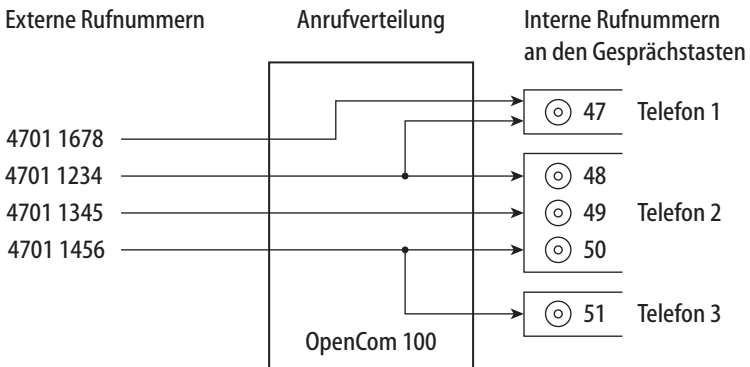 Externe Rufnummern
Anrufverteilung
Interne Rufnummern
an den Gesprächstasten
4701 1678
4701 1234
4701 1345
4701 1456
47
Telefon 1
48
49
Telefon 2
50
51
Telefon 3
OpenCom 100